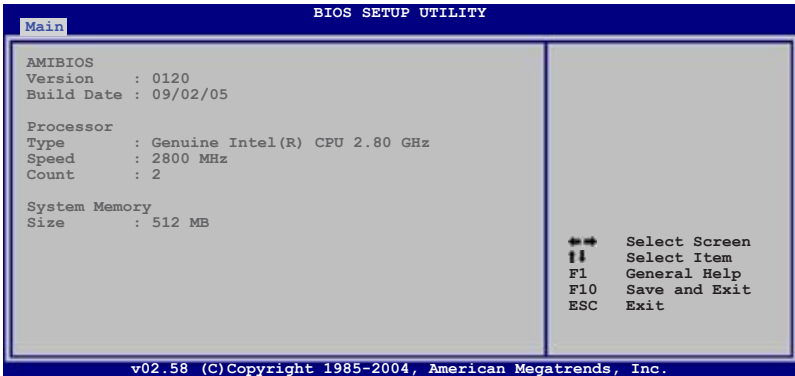 BIOS SETUP UTILITY
Main
AMIBIOS
Version : 0120
Build Date : 09/02/05
Processor
Type : Genuine Intel(R) CPU 2.80 GHz
Speed : 2800 MHz
Count : 2
System Memory
Size : 512 MB
←→ Select Screen
↑↓ Select Item
F1 General Help
F10 Save and Exit
ESC Exit
v02.58 (C)Copyright 1985-2004, American Megatrends, Inc.